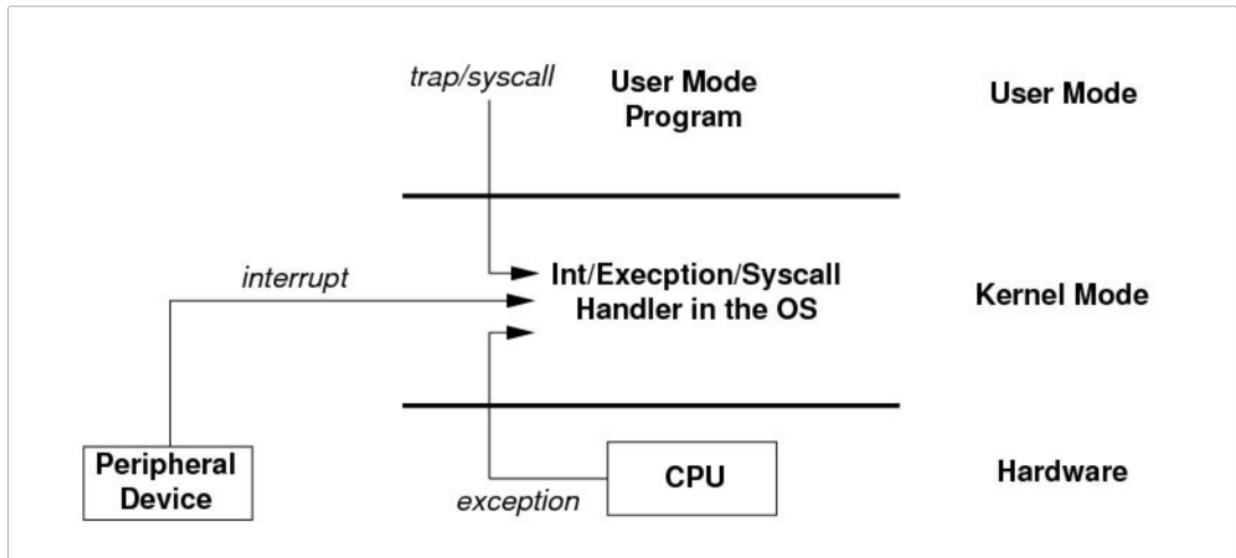 trap/syscall
User Mode
Program
User Mode
interrupt
Int/Execption/Syscall
Handler in the OS
Kernel Mode
Peripheral
Device
exception
CPU
Hardware